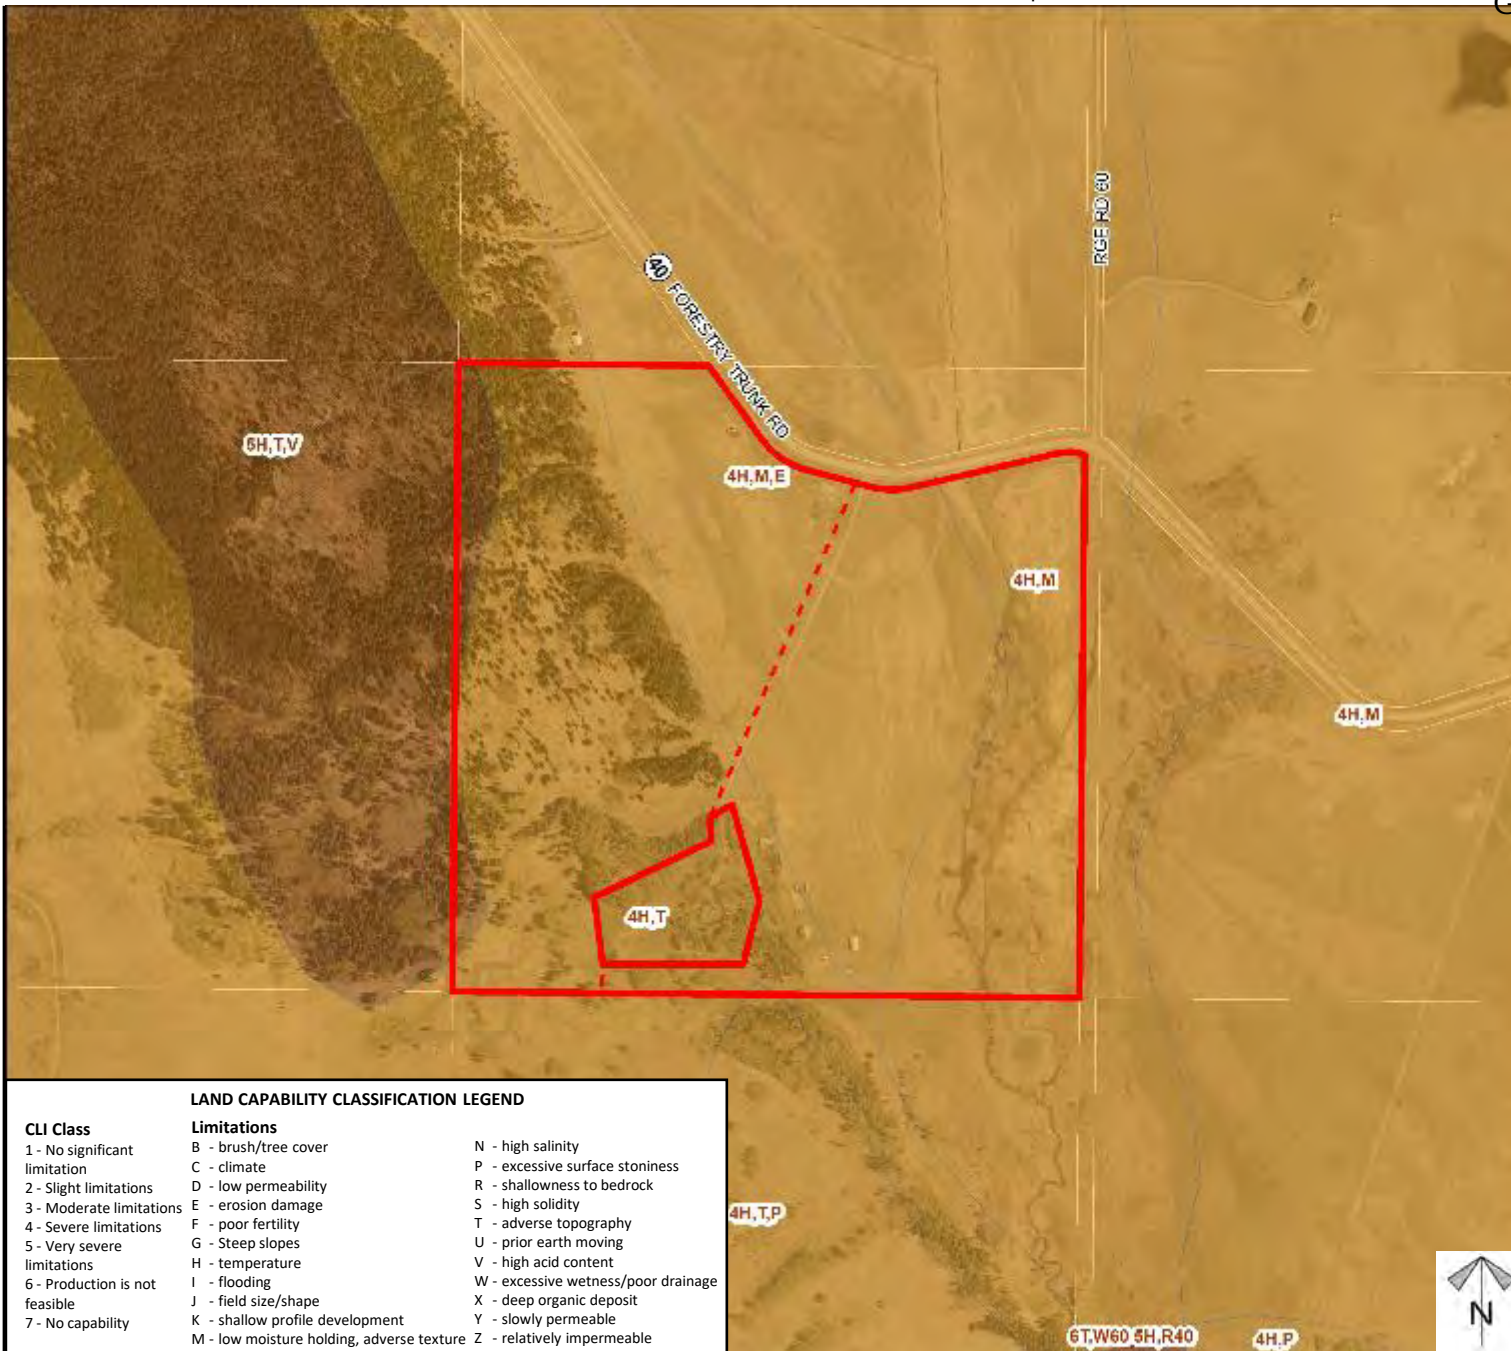 RGE RD 60
40 FORESTRY TRUNK RD
4H,M,E
4H,M
4H,M
4H,T
4H,T,P
6T,W60 5H,R40
4H,P
N
LAND CAPABILITY CLASSIFICATION LEGEND
CLI Class
1 - No significant
limitation
2 - Slight limitations
3 - Moderate limitations
4 - Severe limitations
5 - Very severe
limitations
6 - Production is not
feasible
7 - No capability
Limitations
B - brush/tree cover
C - climate
D - low permeability
E - erosion damage
F - poor fertility
G - Steep slopes
H - temperature
I - flooding
J - field size/shape
K - shallow profile development
M - low moisture holding, adverse texture
N - high salinity
P - excessive surface stoniness
R - shallowness to bedrock
S - high solidity
T - adverse topography
U - prior earth moving
V - high acid content
W - excessive wetness/poor drainage
X - deep organic deposit
Y - slowly permeable
Z - relatively impermeable